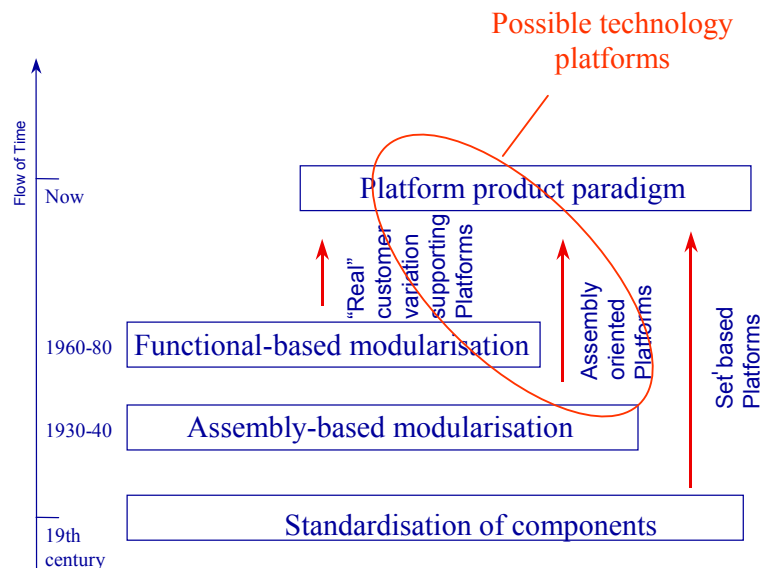 Possible technology
platforms
Flow of Time
Now
Platform product paradigm
“Real”
customer
variation
supporting
Platforms
Assembly
oriented
Platforms
Set'based
Platforms
1960-80
Functional-based modularisation
1930-40
Assembly-based modularisation
Standardisation of components
19th
century